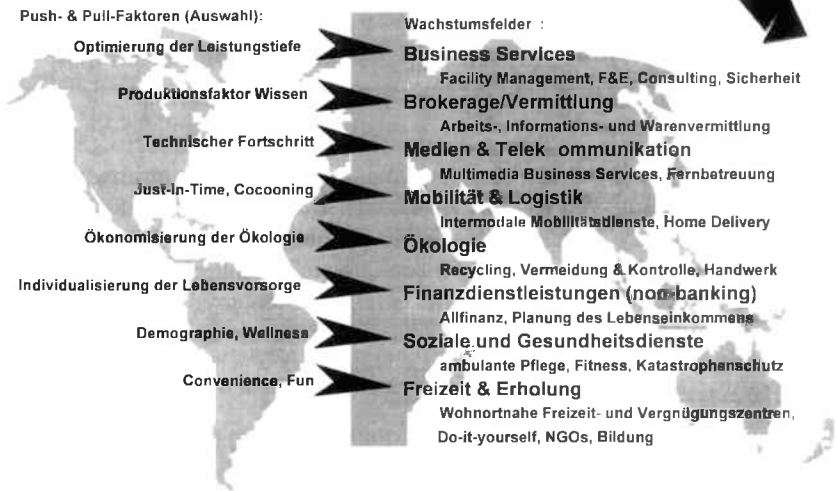 Push- & Pull-Faktoren (Auswahl):
Wachstumsfelder :
Optimierung der Leistungstiefe
Business Services
Facility Management, F&E, Consulting, Sicherheit
Produktionsfaktor Wissen
Brokerage/Vermittlung
Arbeits-, Informations- und Warenvermittlung
Technischer Fortschritt
Medien & Telek ommunikation
Multimedia Business Services, Fernbetreuung
Just-In-Time, Cocooning
Mobilität & Logistik
Intermodale Mobilitätsdienste, Home Delivery
Ökonomisierung der Ökologie
Ökologie
Recycling, Vermeidung & Kontrolle, Handwerk
Individualisierung der Lebensvorsorge
Finanzdienstleistungen (non-banking)
Allfinanz, Planung des Lebenseinkommens
Demographie, Wellness
Soziale und Gesundheitsdienste
ambulante Pflege, Fitness, Katastrophenschutz
Convenience, Fun
Freizeit & Erholung
Wohnortnahe Freizeit- und Vergnügungszentren,
Do-it-yourself, NGOs, Bildung